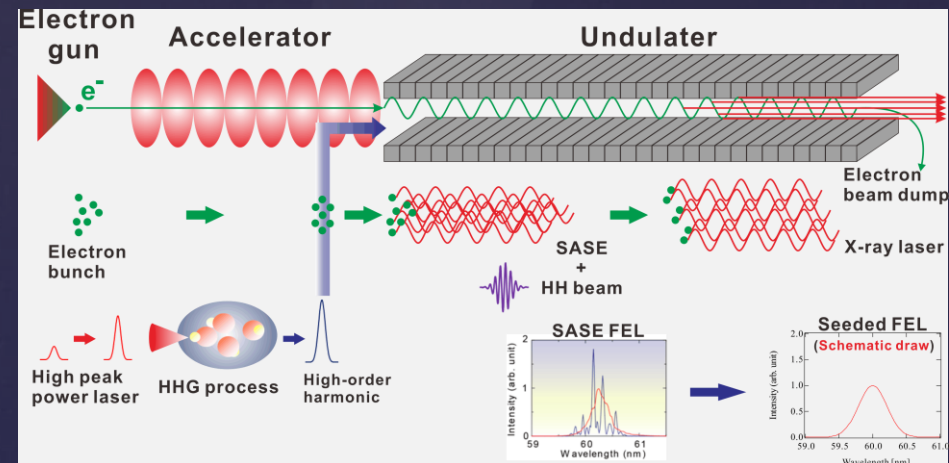 Electron
gun
Accelerator
Undulater
e-
Electron
beam dump
Electron
bunch
SASE
+
HH beam
X-ray laser
High peak
power laser
HHG process
High-order
harmonic
SASE FEL
Intensity (arb. unit)
2
1
0
59
60
61
Wavelength (nm)
Seeded FEL
(Schematic draw)
Intensity (arb. unit)
2.0
1.5
1.0
0.5
0.0
59.0
59.5
60.0
60.5
61.0
Wavelength [nm]